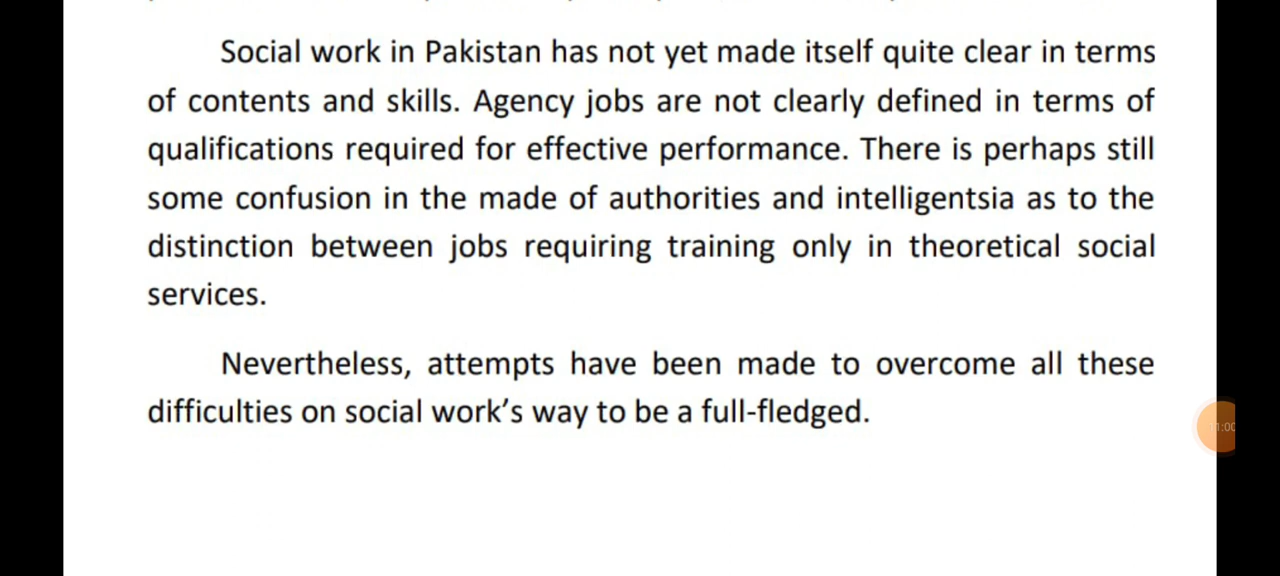 Social work in Pakistan has not yet made itself quite clear in terms
of contents and skills. Agency jobs are not clearly defined in terms of
qualifications required for effective performance. There is perhaps still
some confusion in the made of authorities and intelligentsia as to the
distinction between jobs requiring training only in theoretical social
services.
Nevertheless, attempts have been made to overcome all these
difficulties on social work's way to be a full-fledged.